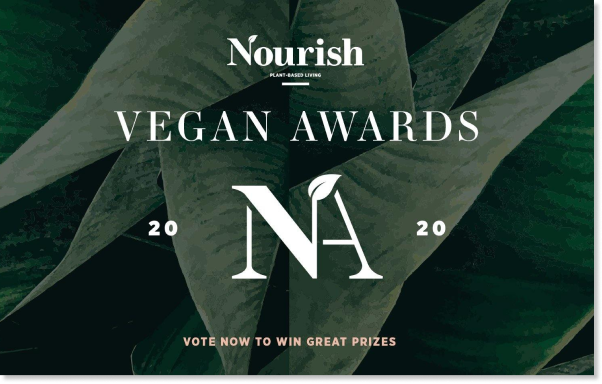 Nourish
PLANT-BASED LIVING
VEGAN AWARDS
20 NA 20
VOTE NOW TO WIN GREAT PRIZES